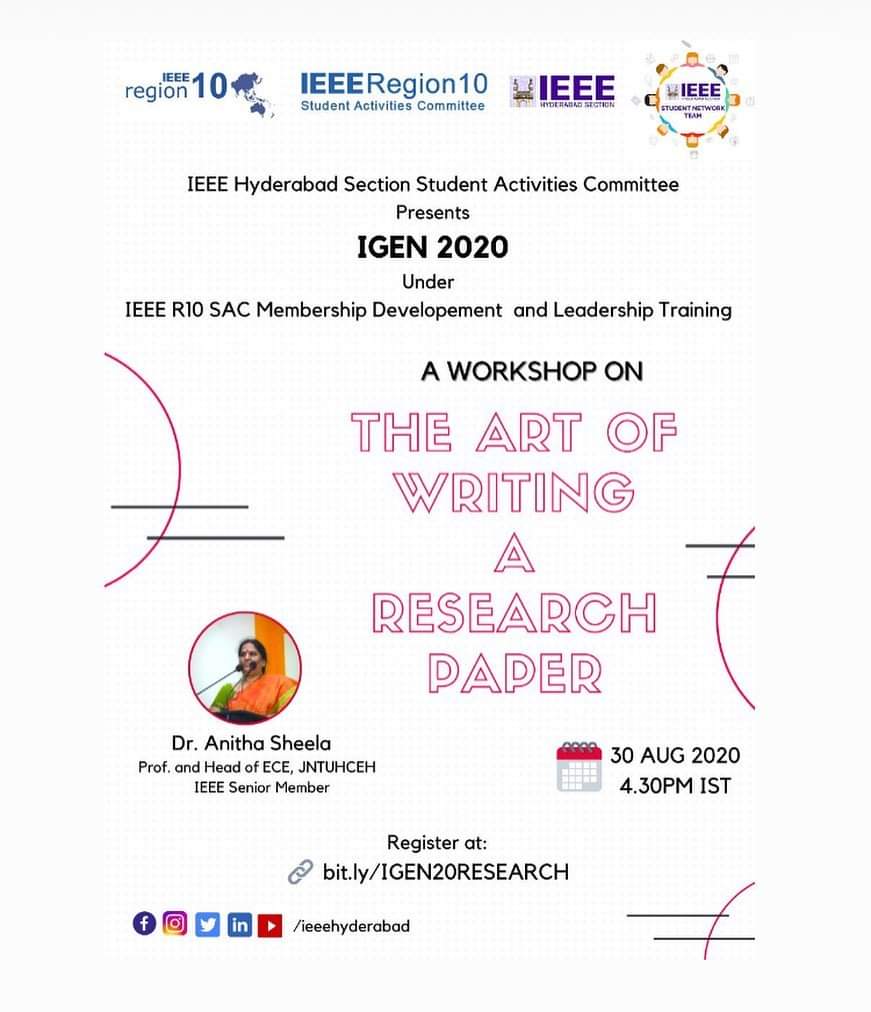 IEEE
region 10
IEEE Region 10
Student Activities Committee
IEEE
HYDERABAD SECTION
IEEE
HYDERABAD SECTION
STUDENT NETWORK
TEAM
IEEE Hyderabad Section Student Activities Committee
Presents
IGEN 2020
Under
IEEE R10 SAC Membership Developement and Leadership Training
A WORKSHOP ON
THE ART OF
WRITING
A
RESEARCH
PAPER
Dr. Anitha Sheela
Prof. and Head of ECE, JNTUHCEH
IEEE Senior Member
30 AUG 2020
4.30PM IST
Register at:
bit.ly/IGEN20RESEARCH
/ieeehyderabad